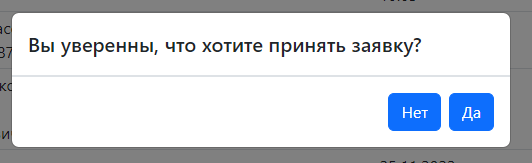 Вы уверенны, что хотите принять заявку?
Нет Да